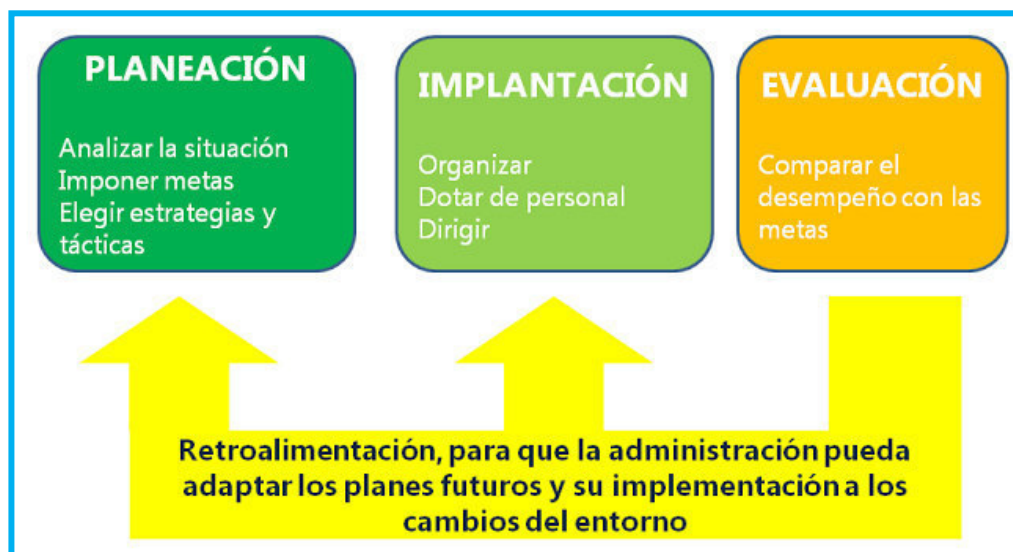 PLANEACIÓN
Analizar la situación
Imponer metas
Elegir estrategias y
tácticas
IMPLANTACIÓN
Organizar
Dotar de personal
Dirigir
EVALUACIÓN
Comparar el
desempeño con las
metas
Retroalimentación, para que la administración pueda
adaptar los planes futuros y su implementación a los
cambios del entorno